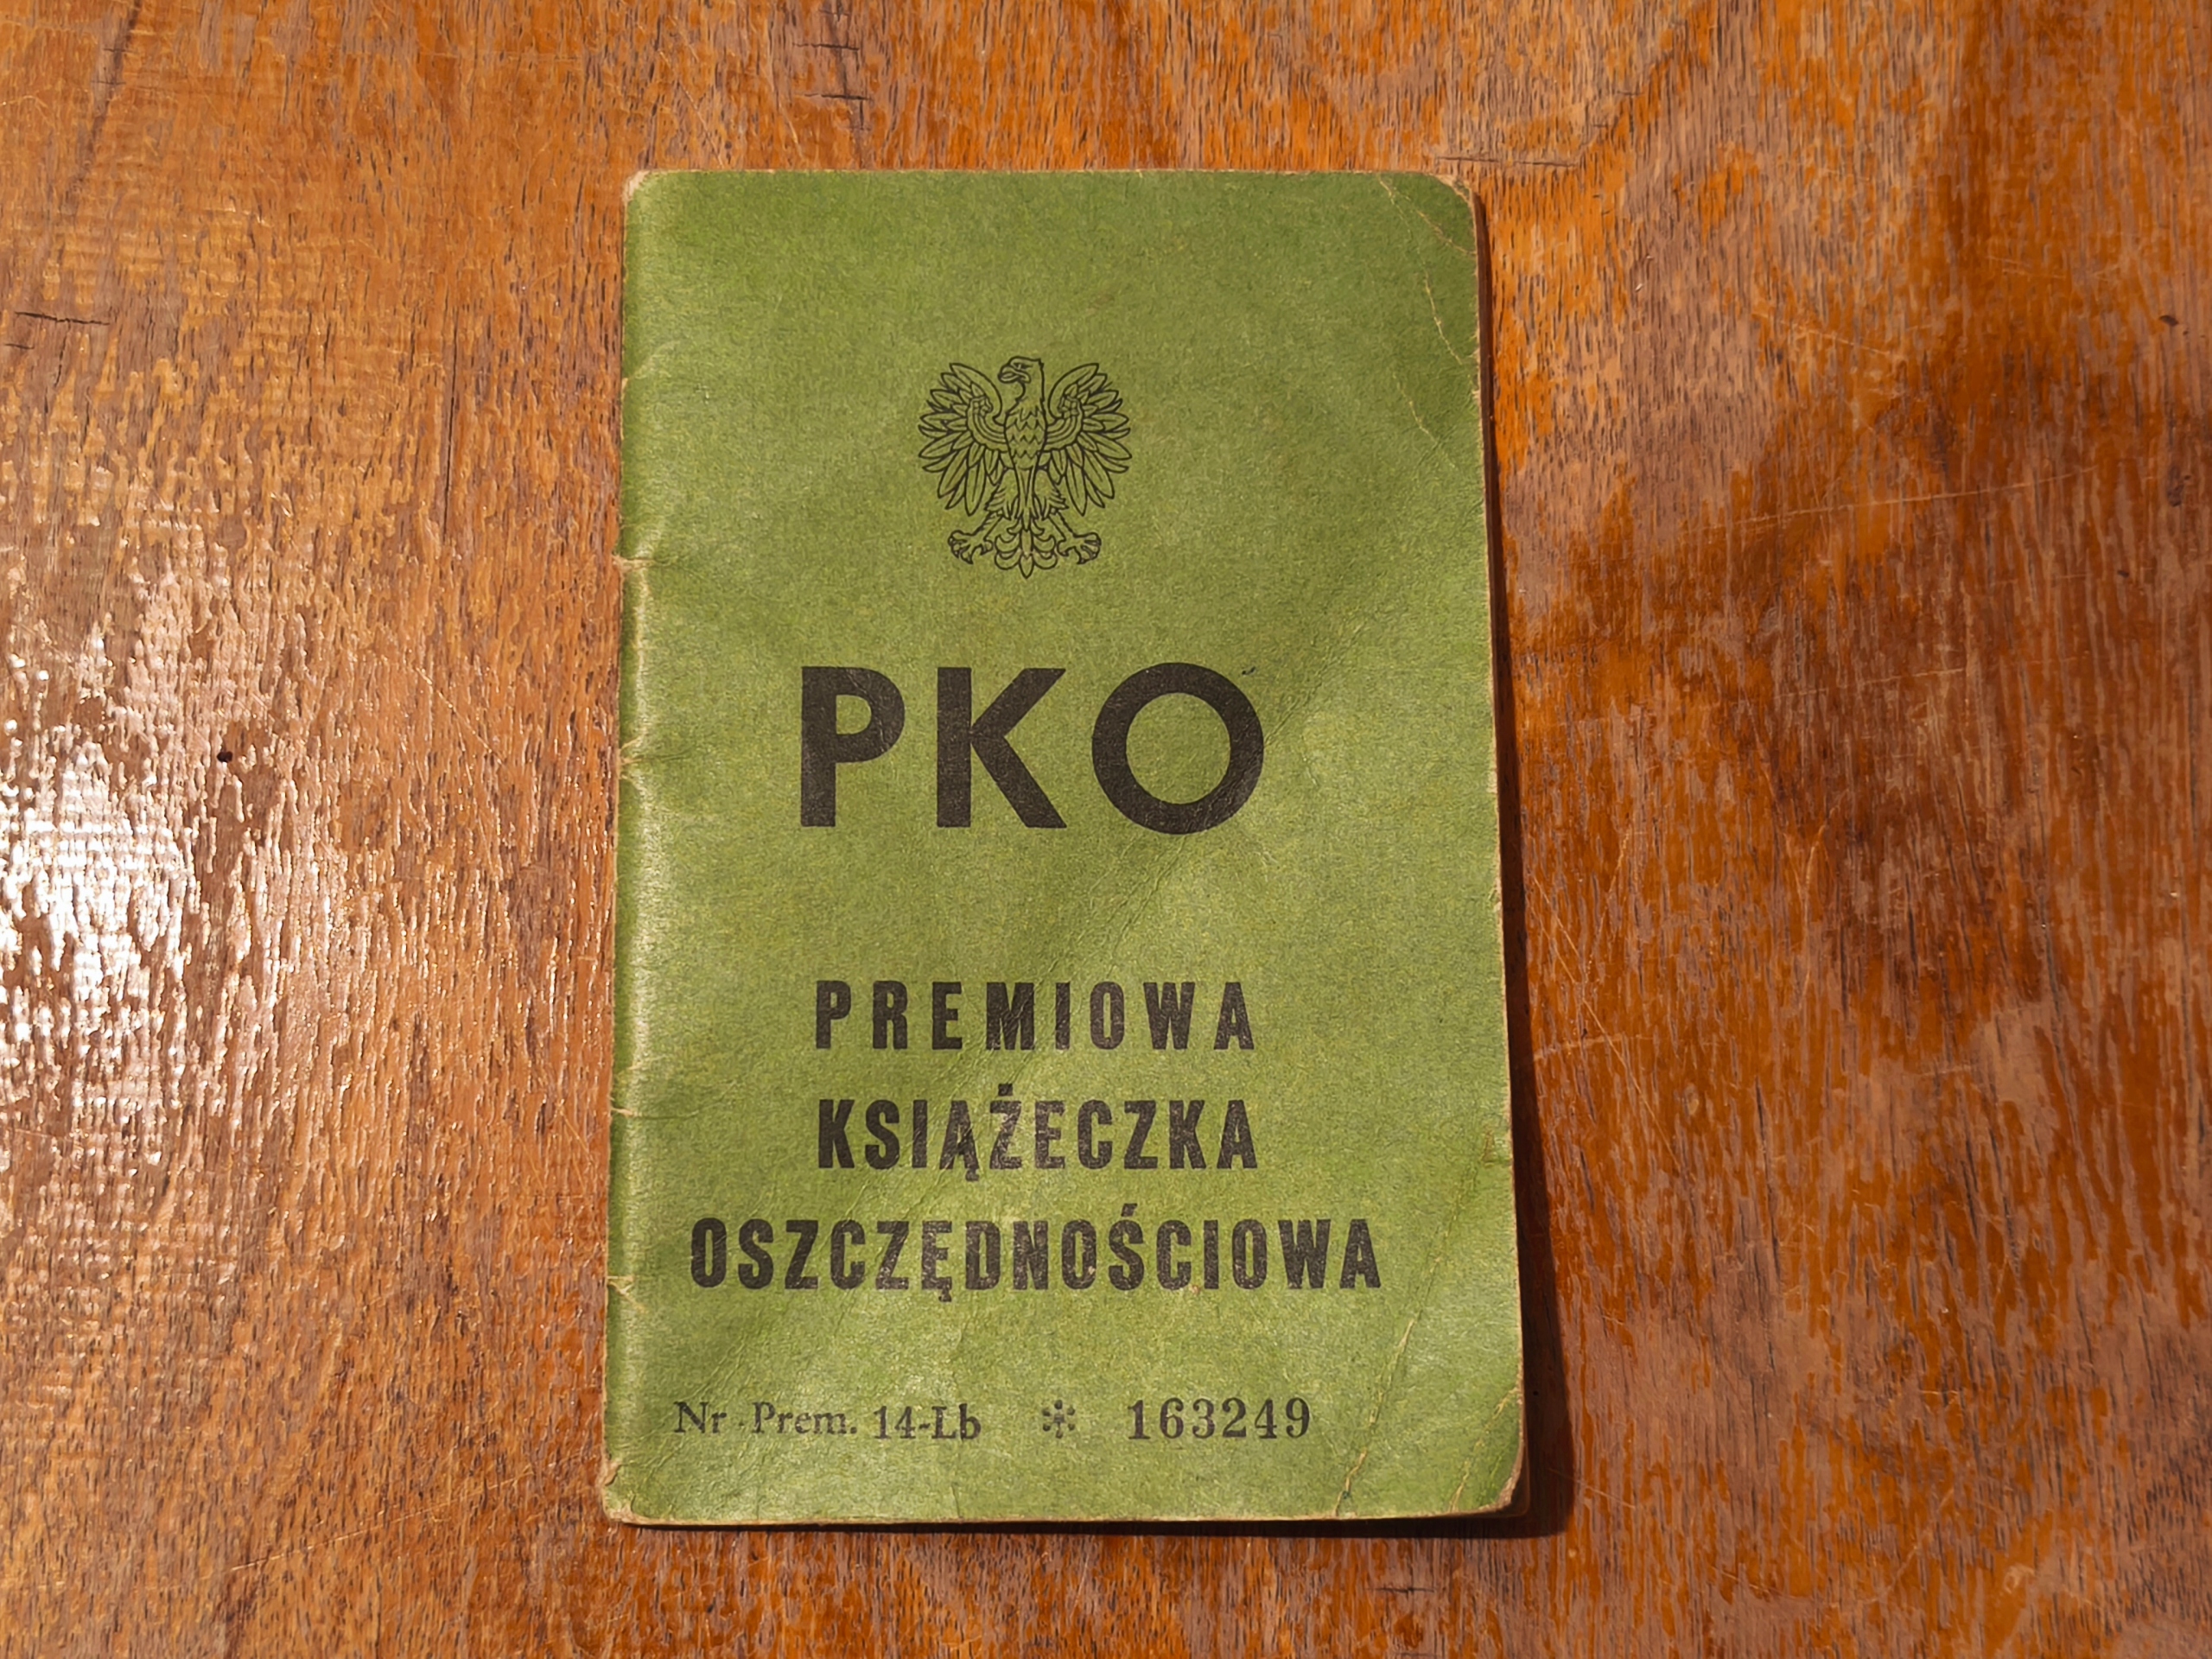 PKO
PREMIOWA
KSIĄŻECZKA
OSZCZĘDNOŚCIOWA
Nr Prem. 14-Lb * 163249